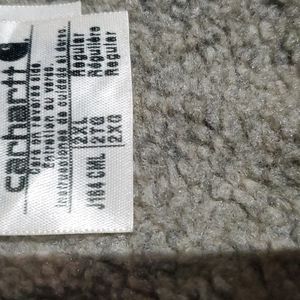 carhartt
Care on reverse side.
Entretien au verso.
Instrucciones de cuidado al dorso.
J164 CML
2XL Regular
2TG Régulière
2XG Regular